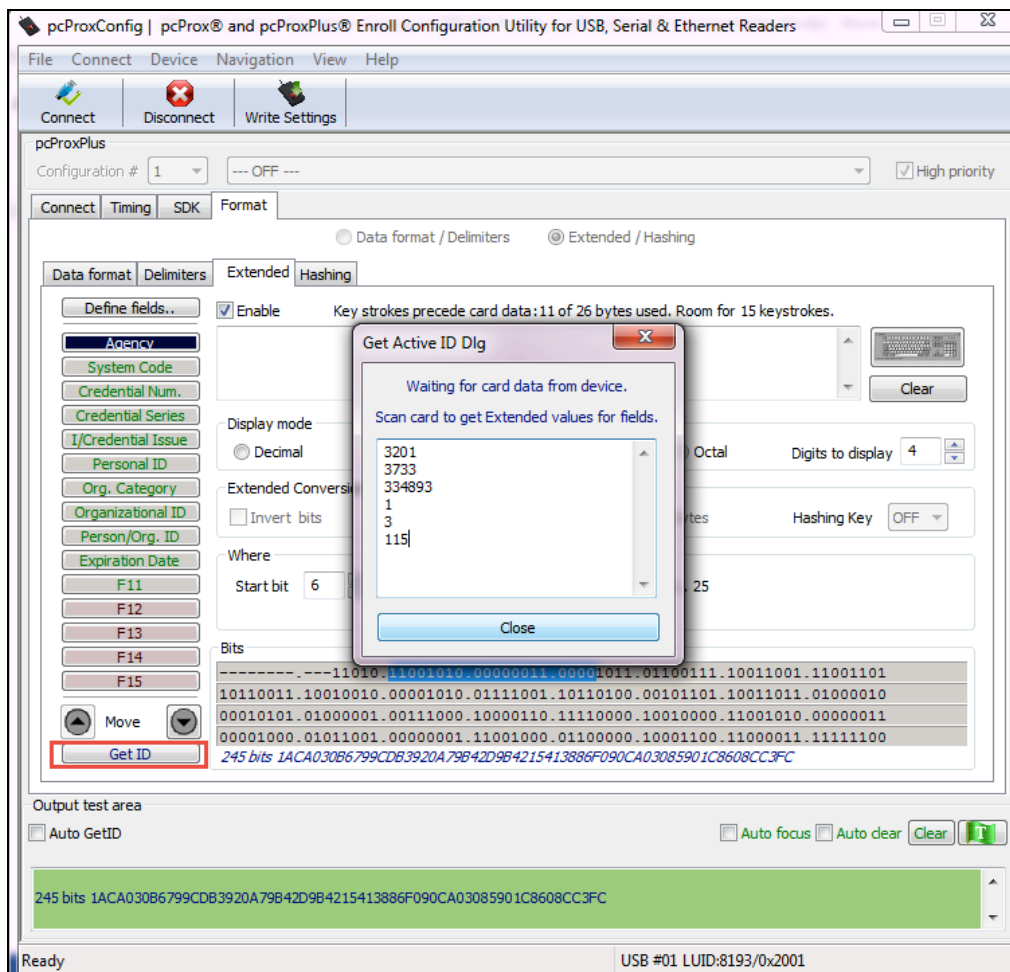 pcProxConfig | pcProx® and pcProxPlus® Enroll Configuration Utility for USB, Serial & Ethernet Readers
File Connect Device Navigation View Help
Connect Disconnect Write Settings
pcProxPlus
Configuration # 1 --- OFF --- High priority
Connect Timing SDK Format
Data format / Delimiters Extended / Hashing
Data format Delimiters Extended Hashing
Define fields.. Enable Key strokes precede card data:11 of 26 bytes used. Room for 15 keystrokes.
Agency
System Code
Credential Num.
Credential Series
I/Credential Issue
Personal ID
Org. Category
Organizational ID
Person/Org. ID
Expiration Date
F11
F12
F13
F14
F15
Move
Get ID
Clear
Display mode
Decimal Octal Digits to display 4
Invert bits Hashing Key OFF
Where
Start bit 6 25
Get Active ID Dlg
Waiting for card data from device.
Scan card to get Extended values for fields.
3201
3733
334893
1
3
115
Close
Bits
--------.---11010.11001010.00000011.00001011.01100111.10011001.11001101
10110011.10010010.00001010.01111001.10110100.00101101.10011011.01000010
00010101.01000001.00111000.10000110.11110000.10010000.11001010.00000011
00001000.01011001.00000001.11001000.01100000.10001100.11000011.11111100
245 bits 1ACA030B6799CDB3920A79B42D9B4215413886F090CA03085901C8608CC3FC
Output test area
Auto GetID Auto focus Auto clear Clear T
245 bits 1ACA030B6799CDB3920A79B42D9B4215413886F090CA03085901C8608CC3FC
Ready USB #01 LUID:8193/0x2001